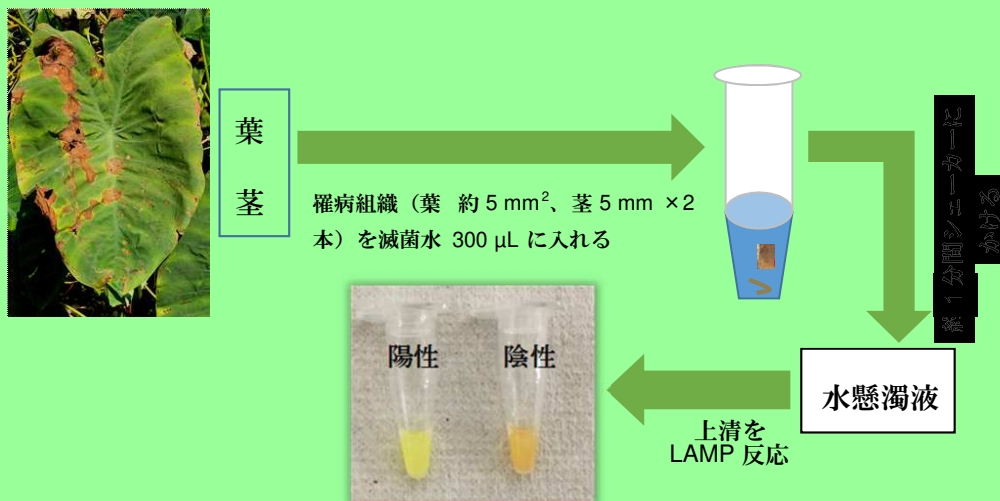 葉
茎
罹病組織（葉 約 5 mm²、茎 5 mm ×2
本）を滅菌水 300 µL に入れる
約 1 分間シェーカーに
かける
水懸濁液
上清を
LAMP 反応
陽性
陰性